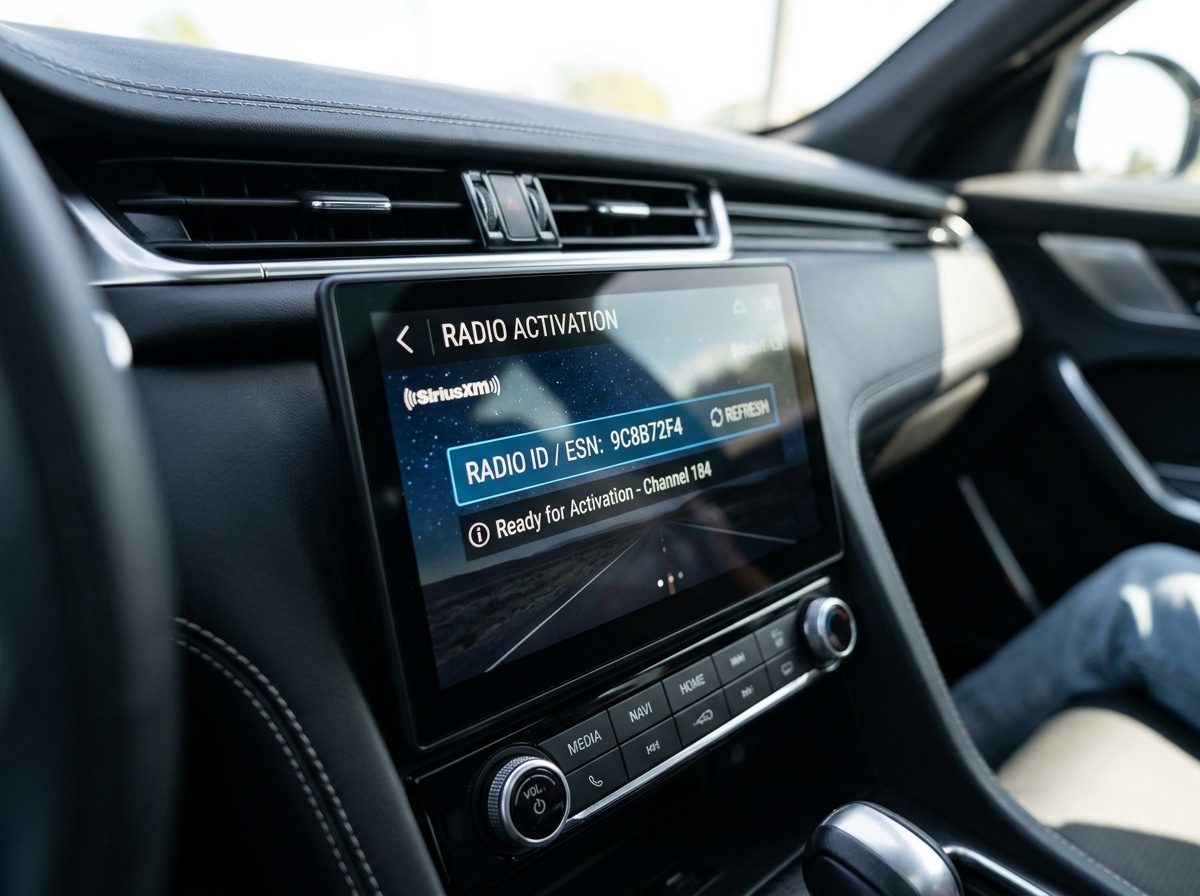 RADIO ACTIVATION
((SiriusXM))
RADIO ID / ESN: 9C8B72F4 REFRESH
Ready for Activation - Channel 184
MEDIA
NAVI
HOME
VOL